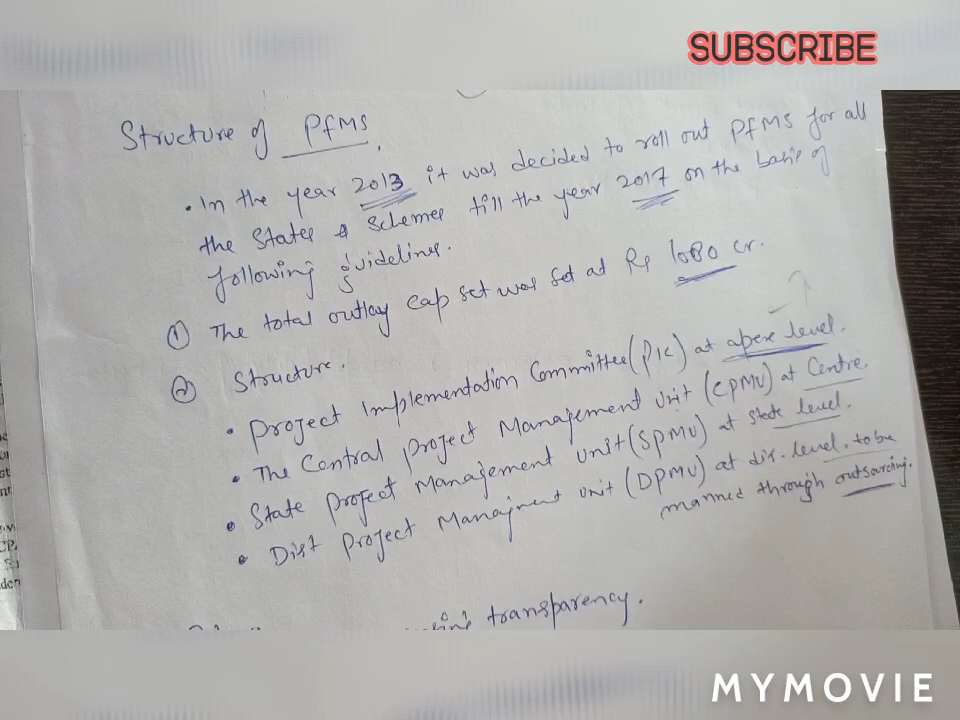 SUBSCRIBE
Structure of PFMS.
• In the year 2013 it was decided to roll out PFMS for all
the States & Schemes till the year 2017 on the basis of
following guidelines.
① The total outlay cap set was set at Rs 1080 cr.
② Structure.
• Project Implementation Committee (PIC) at apex level.
• The Central Project Management Unit (CPMU) at Centre.
• State Project Management Unit (SPMU) at state level.
• Dist Project Managment Unit (DPMU) at dis. level. to be
manned through outsourcing.
transparency.
MYMOVIE